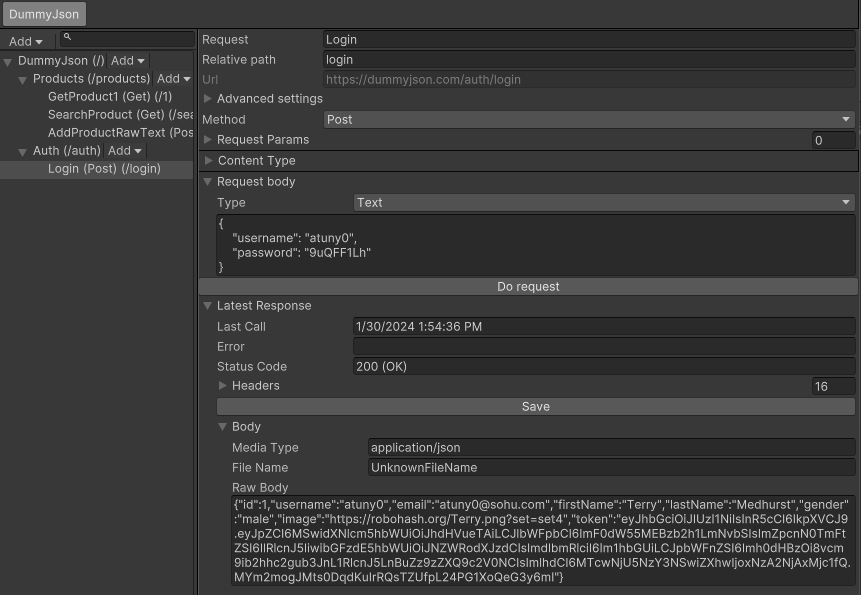 DummyJson
Add
DummyJson (/) Add
Products (/products) Add
GetProduct1 (Get) (/1)
SearchProduct (Get) (/sea
AddProductRawText (Pos
Auth (/auth) Add
Login (Post) (/login)
Request Login
Relative path login
Url https://dummyjson.com/auth/login
Advanced settings
Method Post
Request Params 0
Content Type
Request body
Type Text
{
"username": "atuny0",
"password": "9uQFF1Lh"
}
Do request
Latest Response
Last Call 1/30/2024 1:54:36 PM
Error
Status Code 200 (OK)
Headers 16
Save
Body
Media Type application/json
File Name UnknownFileName
Raw Body
{"id":1,"username":"atuny0","email":"atuny0@sohu.com","firstName":"Terry","lastName":"Medhurst","gender"
:"male","image":"https://robohash.org/Terry.png?set=set4","token":"eyJhbGciOiJIUzI1NiIsInR5cCI6IkpXVCJ9